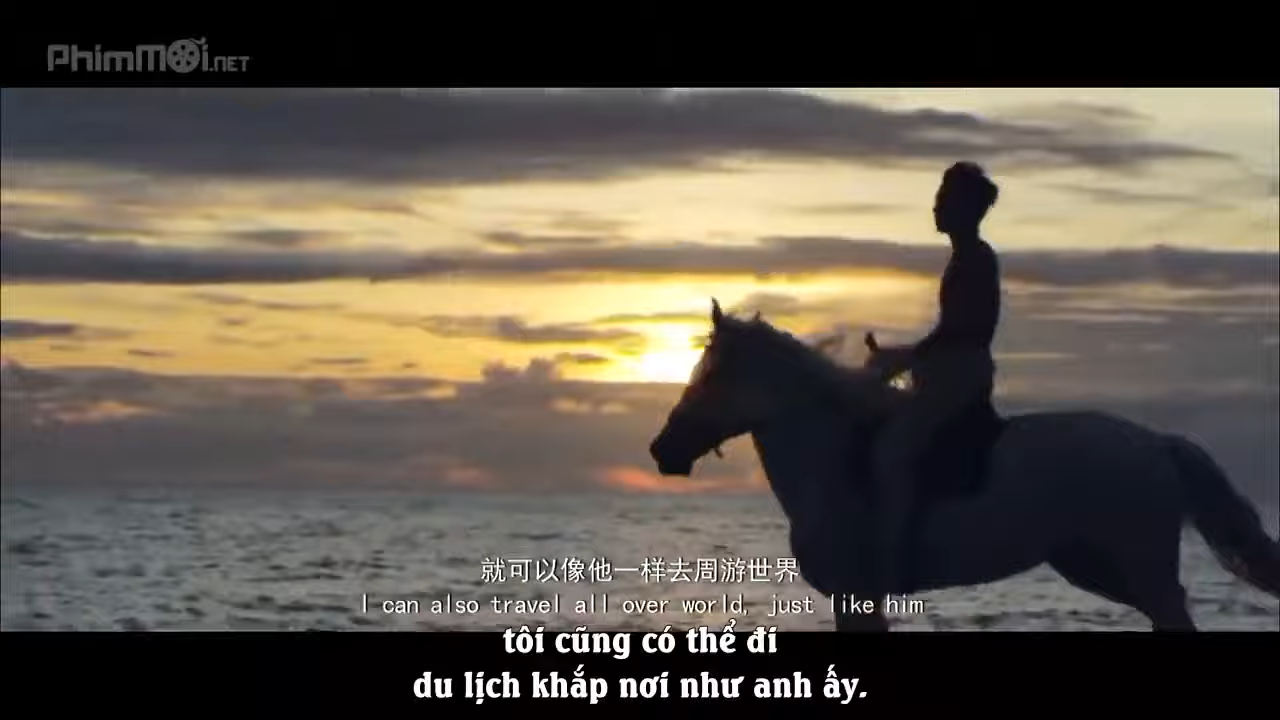 PhimMới.NET
就可以像他一样去周游世界
I can also travel all over world, just like him
tôi cũng có thể đi
du lịch khắp nơi như anh ấy.